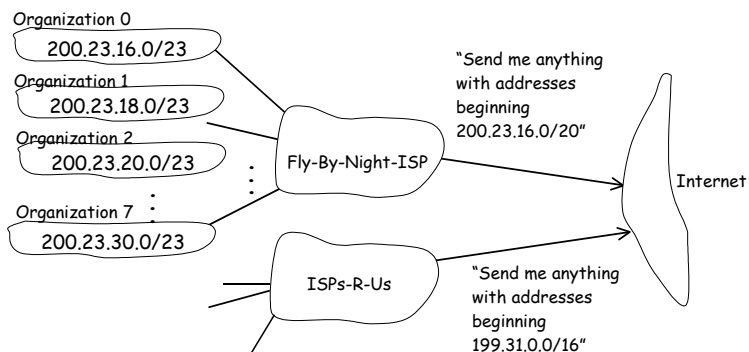 Organization 0
200.23.16.0/23
Organization 1
200.23.18.0/23
Organization 2
200.23.20.0/23
Organization 7
200.23.30.0/23
Fly-By-Night-ISP
"Send me anything
with addresses
beginning
200.23.16.0/20"
Internet
ISPs-R-Us
"Send me anything
with addresses
beginning
199.31.0.0/16"